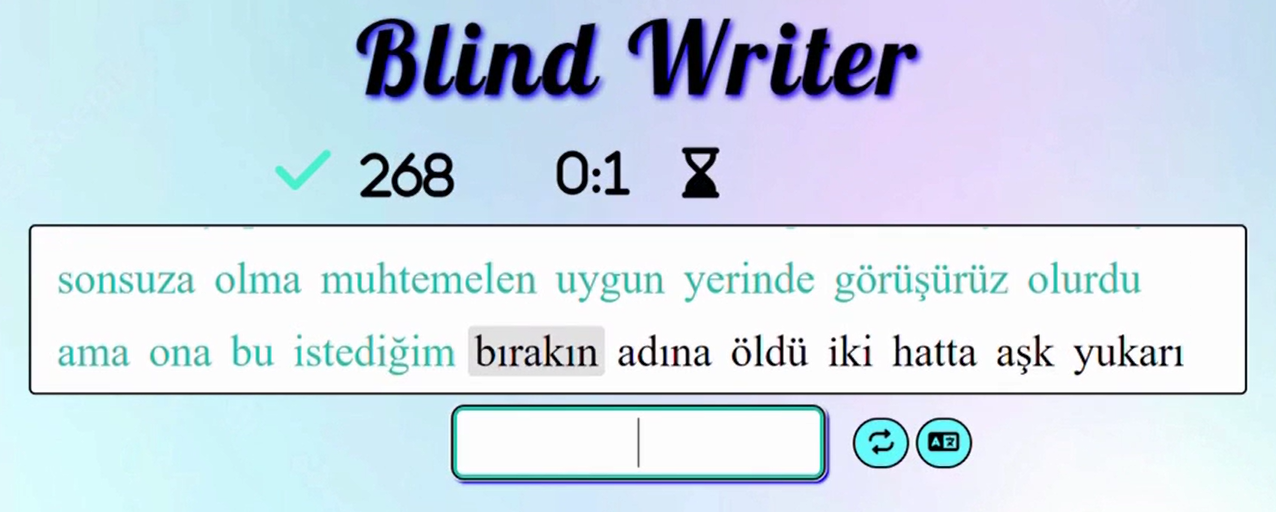 Blind Writer
268 0:1
sonsuza olma muhtemelen uygun yerinde görüşürüz olurdu
ama ona bu istediğim bırakın adına öldü iki hatta aşk yukarı